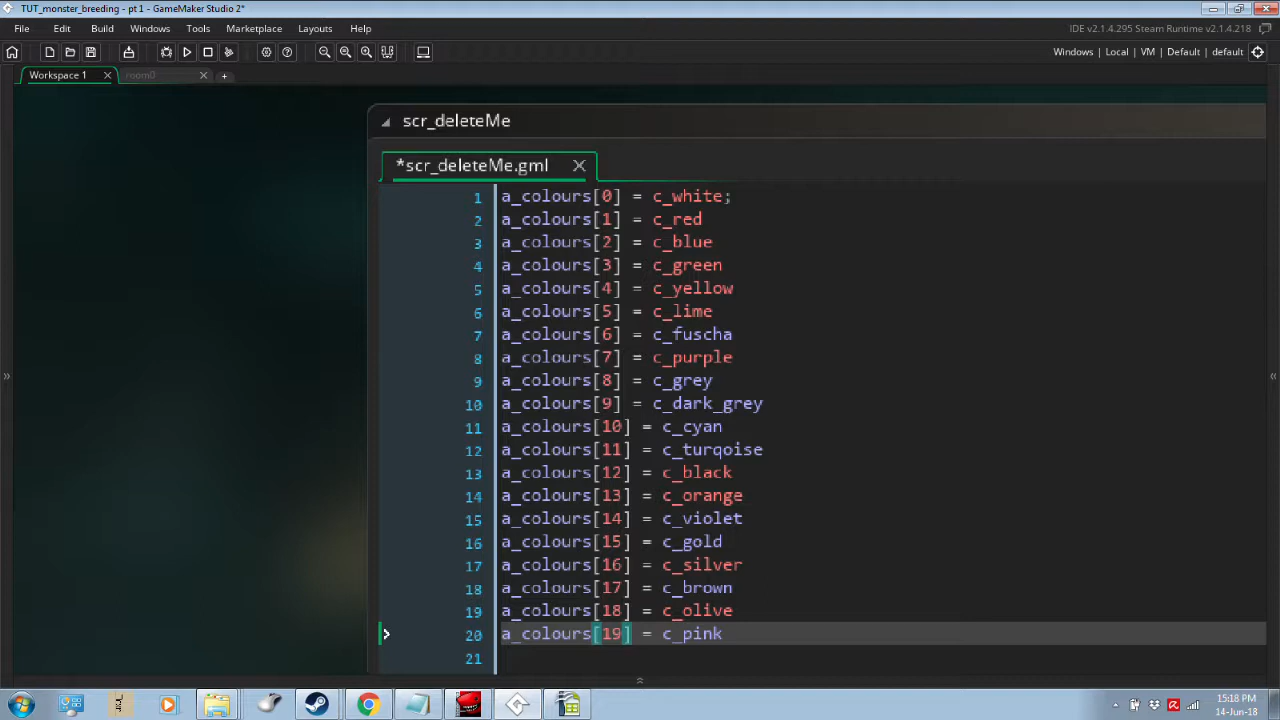 TUT_monster_breeding - pt 1 - GameMaker Studio 2*
File Edit Build Windows Tools Marketplace Layouts Help
IDE v2.1.4.295 Steam Runtime v2.1.4.218
Windows | Local | VM | Default | default
Workspace 1
room0
scr_deleteMe
*scr_deleteMe.gml
1 a_colours[0] = c_white;
2 a_colours[1] = c_red
3 a_colours[2] = c_blue
4 a_colours[3] = c_green
5 a_colours[4] = c_yellow
6 a_colours[5] = c_lime
7 a_colours[6] = c_fuscha
8 a_colours[7] = c_purple
9 a_colours[8] = c_grey
10 a_colours[9] = c_dark_grey
11 a_colours[10] = c_cyan
12 a_colours[11] = c_turqoise
13 a_colours[12] = c_black
14 a_colours[13] = c_orange
15 a_colours[14] = c_violet
16 a_colours[15] = c_gold
17 a_colours[16] = c_silver
18 a_colours[17] = c_brown
19 a_colours[18] = c_olive
20 a_colours[19] = c_pink
21
15:18 PM
14-Jun-18